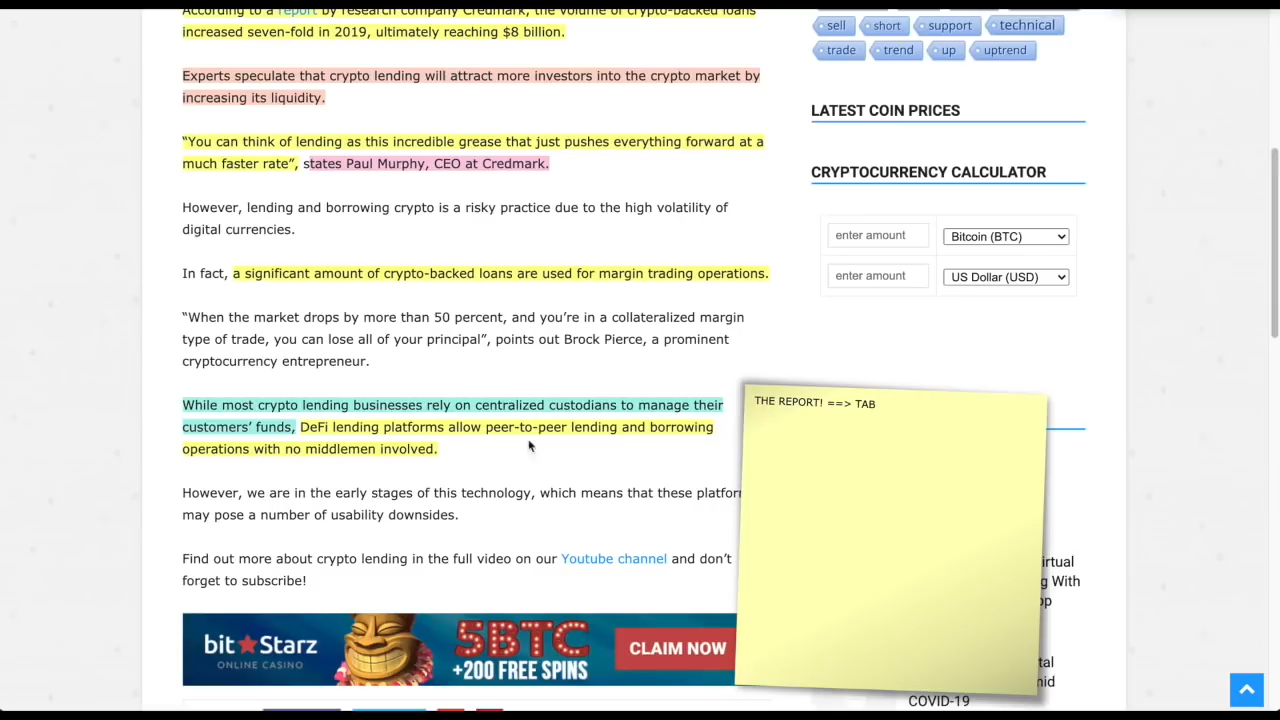 According to a report by research company Credmark, the volume of crypto-backed loans
increased seven-fold in 2019, ultimately reaching $8 billion.
Experts speculate that crypto lending will attract more investors into the crypto market by
increasing its liquidity.
“You can think of lending as this incredible grease that just pushes everything forward at a
much faster rate”, states Paul Murphy, CEO at Credmark.
However, lending and borrowing crypto is a risky practice due to the high volatility of
digital currencies.
In fact, a significant amount of crypto-backed loans are used for margin trading operations.
“When the market drops by more than 50 percent, and you’re in a collateralized margin
type of trade, you can lose all of your principal”, points out Brock Pierce, a prominent
cryptocurrency entrepreneur.
While most crypto lending businesses rely on centralized custodians to manage their
customers’ funds, DeFi lending platforms allow peer-to-peer lending and borrowing
operations with no middlemen involved.
However, we are in the early stages of this technology, which means that these platfor
may pose a number of usability downsides.
Find out more about crypto lending in the full video on our Youtube channel and don’t
forget to subscribe!
bit★Starz
ONLINE CASINO
5BTC
+200 FREE SPINS
CLAIM NOW
sell short support technical
trade trend up uptrend
LATEST COIN PRICES
CRYPTOCURRENCY CALCULATOR
enter amount Bitcoin (BTC)
enter amount US Dollar (USD)
THE REPORT! ==> TAB
irtual
g With
op
tal
mid
COVID-19